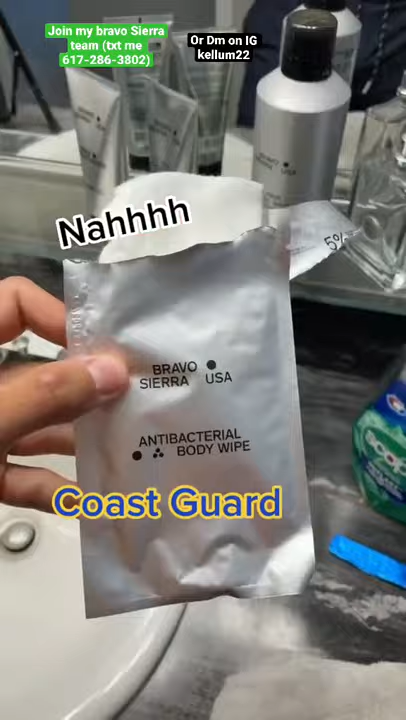 Join my bravo Sierra
team (txt me
617-286-3802)
Or Dm on IG
kellum22
Nahhhh
5%
BRAVO
SIERRA USA
ANTIBACTERIAL
BODY WIPE
Coast Guard